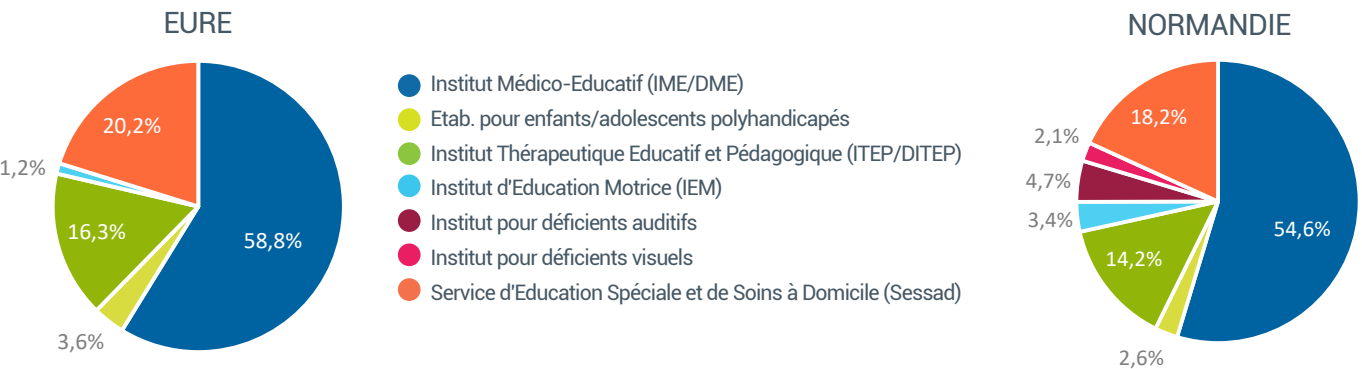 EURE
20,2%
1,2%
16,3%
3,6%
58,8%
Institut Médico-Educatif (IME/DME)
Etab. pour enfants/adolescents polyhandicapés
Institut Thérapeutique Educatif et Pédagogique (ITEP/DITEP)
Institut d'Education Motrice (IEM)
Institut pour déficients auditifs
Institut pour déficients visuels
Service d'Education Spéciale et de Soins à Domicile (Sessad)
NORMANDIE
18,2%
2,1%
4,7%
3,4%
14,2%
2,6%
54,6%